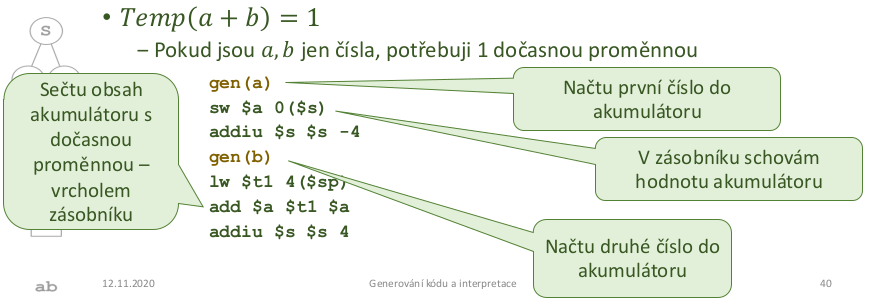 S
• Temp(a + b) = 1
– Pokud jsou a, b jen čísla, potřebuji 1 dočasnou proměnnou
Sečtu obsah
akumulátoru s
dočasnou
proměnnou –
vrcholem
zásobníku
gen(a)
sw $a 0($s)
addiu $s $s -4
gen(b)
lw $t1 4($sp)
add $a $t1 $a
addiu $s $s 4
Načtu první číslo do
akumulátoru
V zásobníku schovám
hodnotu akumulátoru
Načtu druhé číslo do
akumulátoru
ab
12.11.2020
Generování kódu a interpretace
40